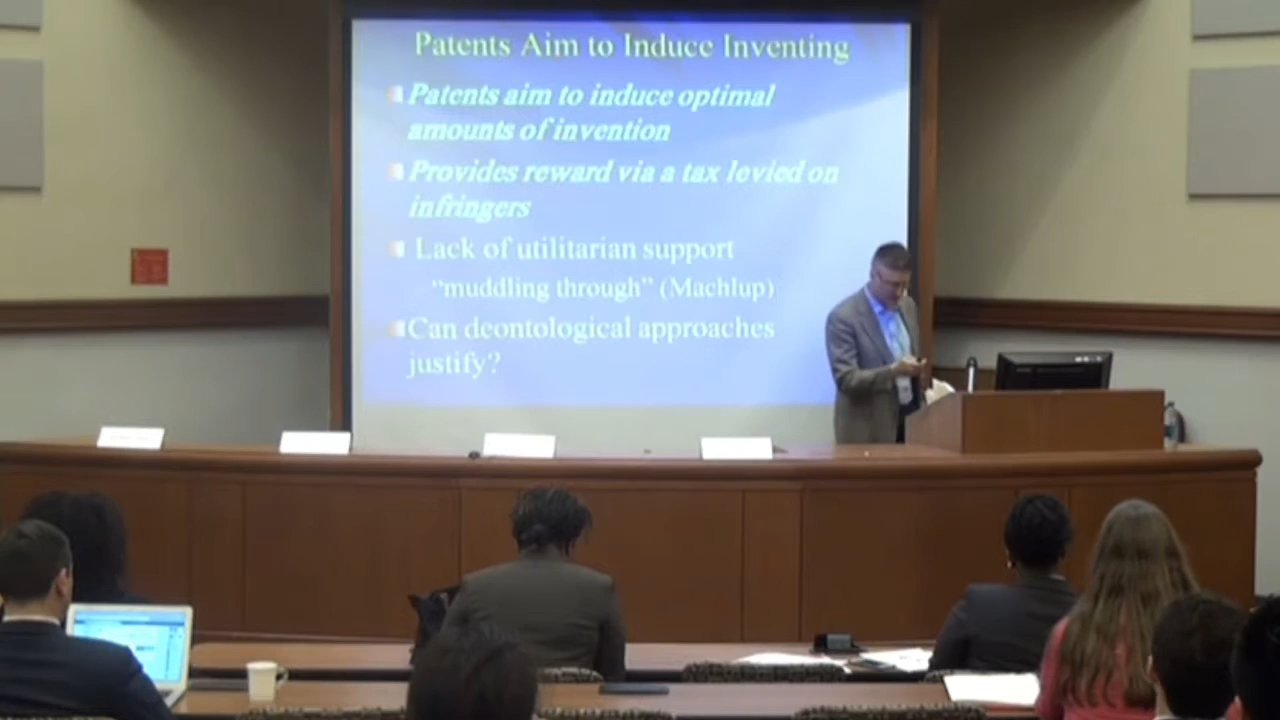 Patents Aim to Induce Inventing
Patents aim to induce optimal
amounts of invention
Provides reward via a tax levied on
infringers
Lack of utilitarian support
“muddling through” (Machlup)
Can deontological approaches
justify?